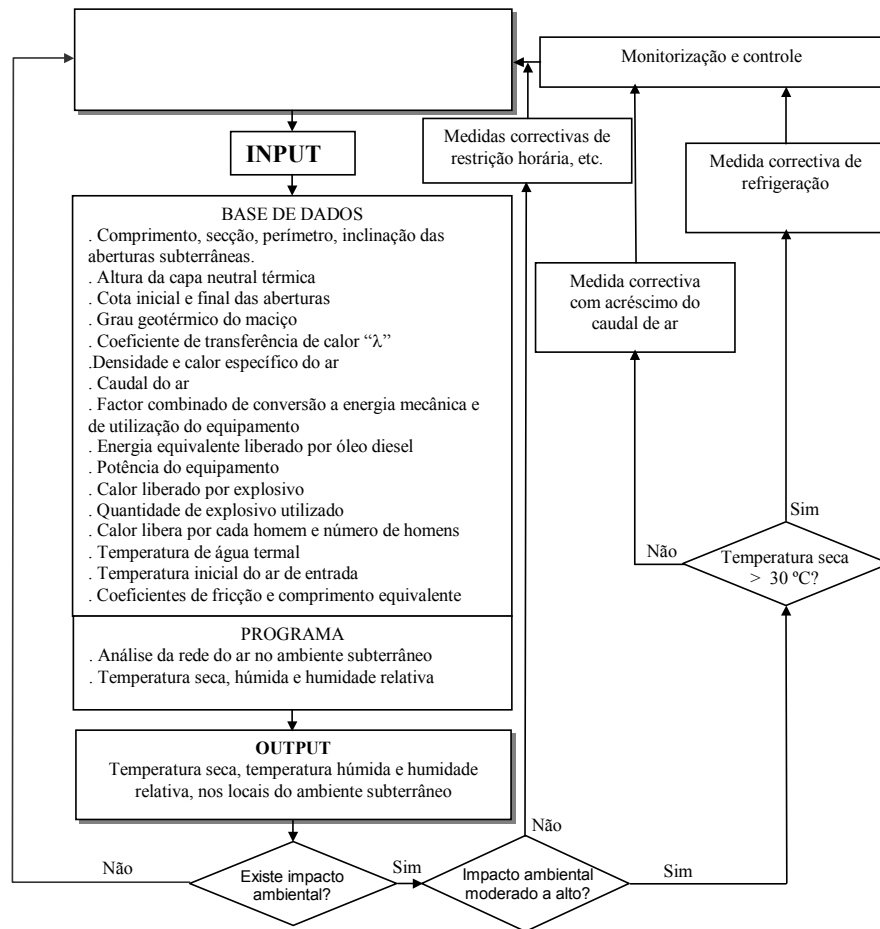 Monitorização e controle
Medidas correctivas de
restrição horária, etc.
Medida correctiva de
refrigeração
INPUT
BASE DE DADOS
. Comprimento, secção, perímetro, inclinação das
aberturas subterrâneas.
. Altura da capa neutral térmica
. Cota inicial e final das aberturas
. Grau geotérmico do maciço
. Coeficiente de transferência de calor “λ”
.Densidade e calor específico do ar
. Caudal do ar
. Factor combinado de conversão a energia mecânica e
de utilização do equipamento
. Energia equivalente liberado por óleo diesel
. Potência do equipamento
. Calor liberado por explosivo
. Quantidade de explosivo utilizado
. Calor libera por cada homem e número de homens
. Temperatura de água termal
. Temperatura inicial do ar de entrada
. Coeficientes de fricção e comprimento equivalente
Medida correctiva
com acréscimo do
caudal de ar
Sim
Não
Temperatura seca
> 30 ºC?
PROGRAMA
. Análise da rede do ar no ambiente subterrâneo
. Temperatura seca, húmida e humidade relativa
OUTPUT
Temperatura seca, temperatura húmida e humidade
relativa, nos locais do ambiente subterrâneo
Não
Existe impacto
ambiental?
Sim
Não
Impacto ambiental
moderado a alto?
Sim